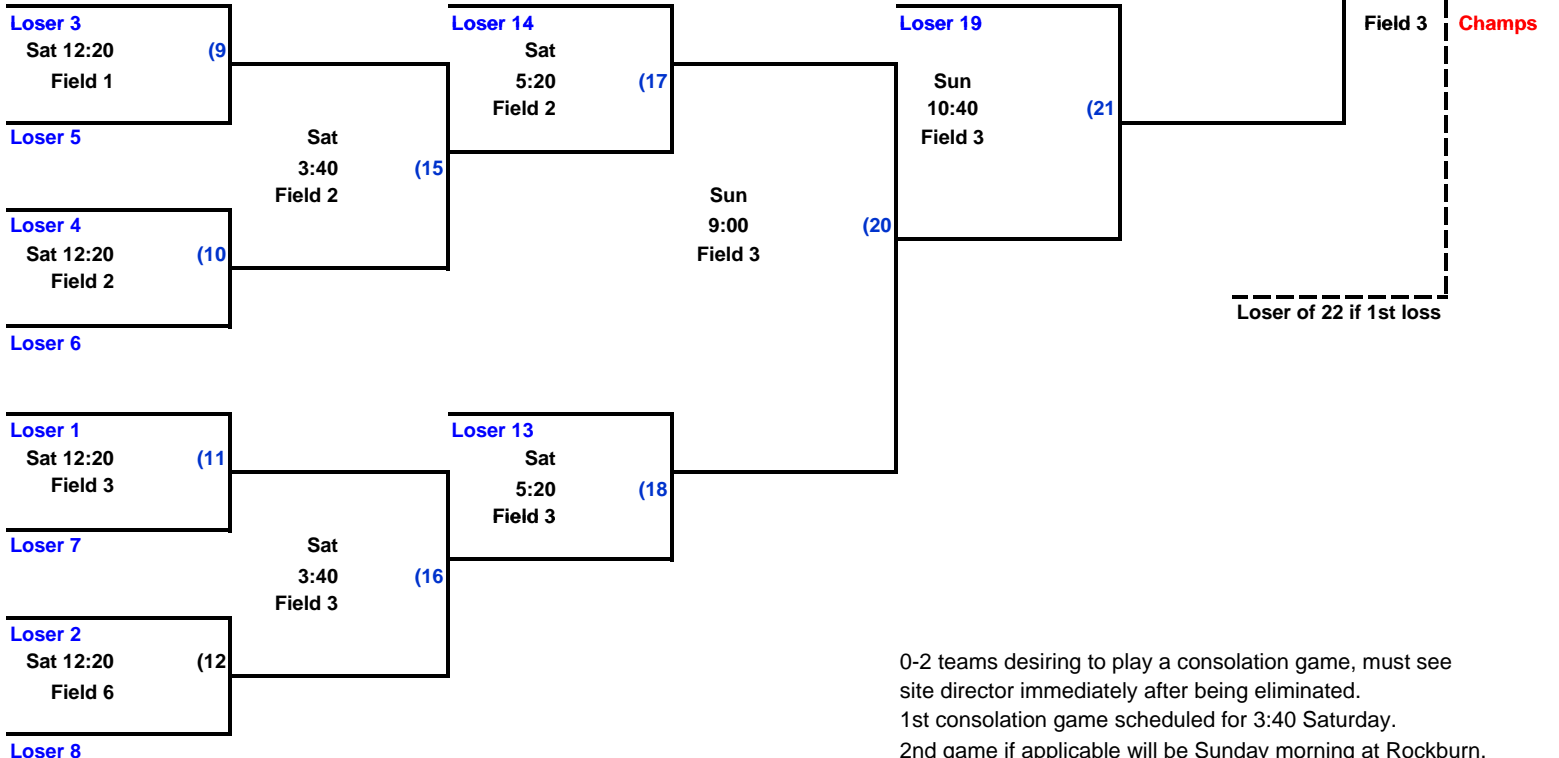 Loser 3
Sat 12:20 (9
Field 1
Loser 5
Loser 4
Sat 12:20 (10
Field 2
Loser 6
Loser 1
Sat 12:20 (11
Field 3
Loser 7
Loser 2
Sat 12:20 (12
Field 6
Loser 8
Sat
3:40 (15
Field 2
Sat
3:40 (16
Field 3
Loser 14
Sat
5:20 (17
Field 2
Loser 13
Sat
5:20 (18
Field 3
Sun
9:00 (20
Field 3
Loser 19
Sun
10:40 (21
Field 3
Field 3 Champs
Loser of 22 if 1st loss
0-2 teams desiring to play a consolation game, must see
site director immediately after being eliminated.
1st consolation game scheduled for 3:40 Saturday.
2nd game if applicable will be Sunday morning at Rockburn.